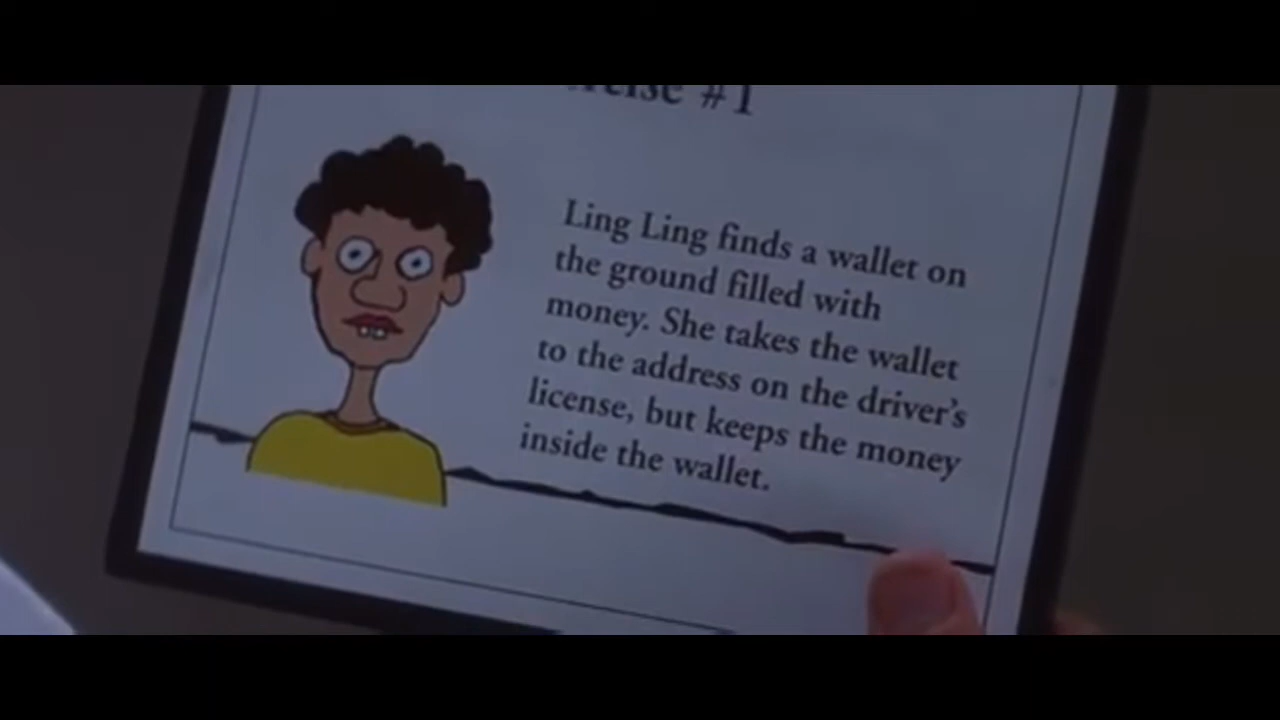 #1
Ling Ling finds a wallet on
the ground filled with
money. She takes the wallet
to the address on the driver's
license, but keeps the money
inside the wallet.